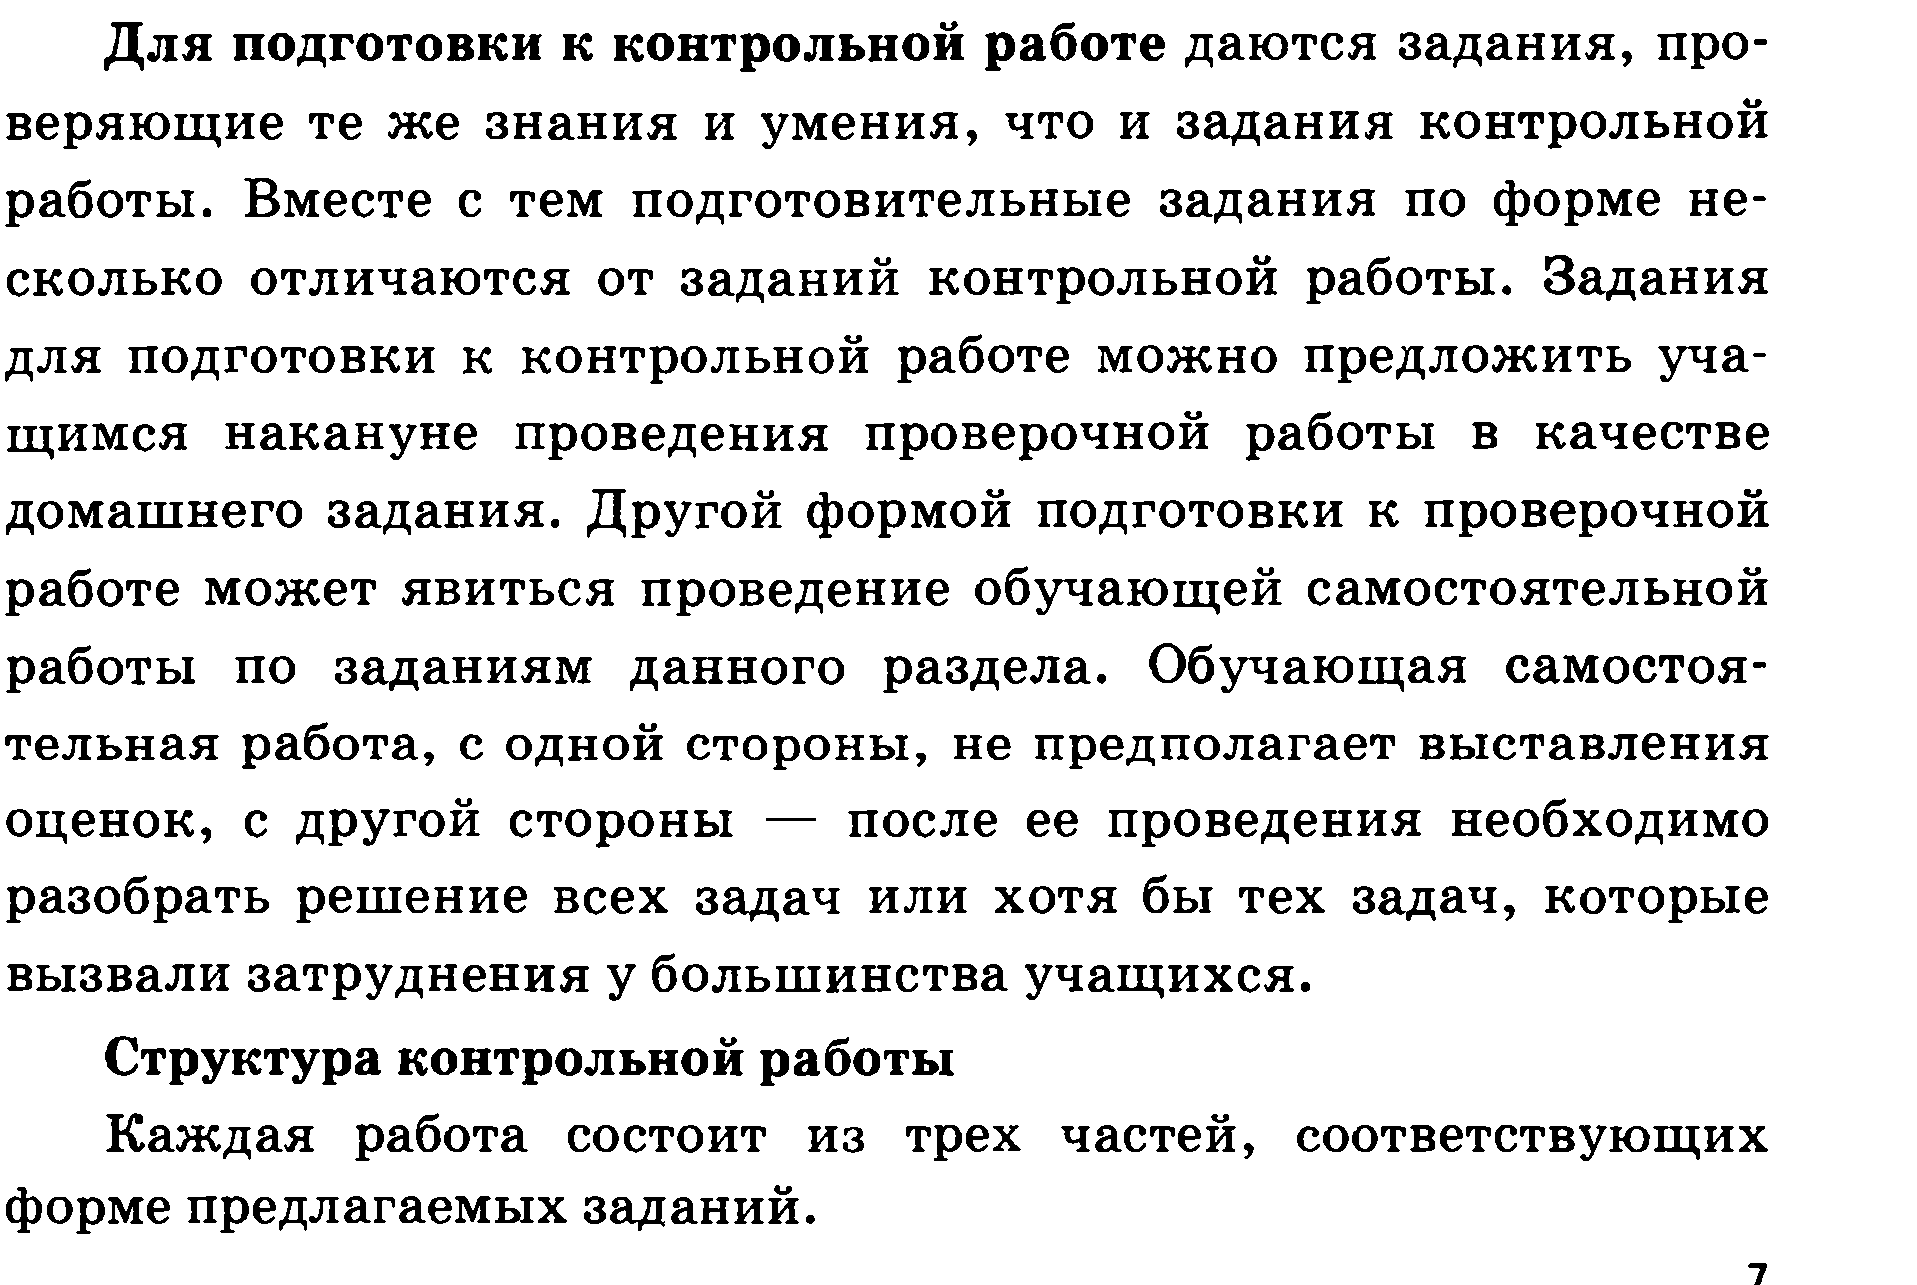 Для подготовки к контрольной работе даются задания, про-
веряющие те же знания и умения, что и задания контрольной
работы. Вместе с тем подготовительные задания по форме не-
сколько отличаются от заданий контрольной работы. Задания
для подготовки к контрольной работе можно предложить уча-
щимся накануне проведения проверочной работы в качестве
домашнего задания. Другой формой подготовки к проверочной
работе может явиться проведение обучающей самостоятельной
работы по заданиям данного раздела. Обучающая самостоя-
тельная работа, с одной стороны, не предполагает выставления
оценок, с другой стороны — после ее проведения необходимо
разобрать решение всех задач или хотя бы тех задач, которые
вызвали затруднения у большинства учащихся.
Структура контрольной работы
Каждая работа состоит из трех частей, соответствующих
форме предлагаемых заданий.
7